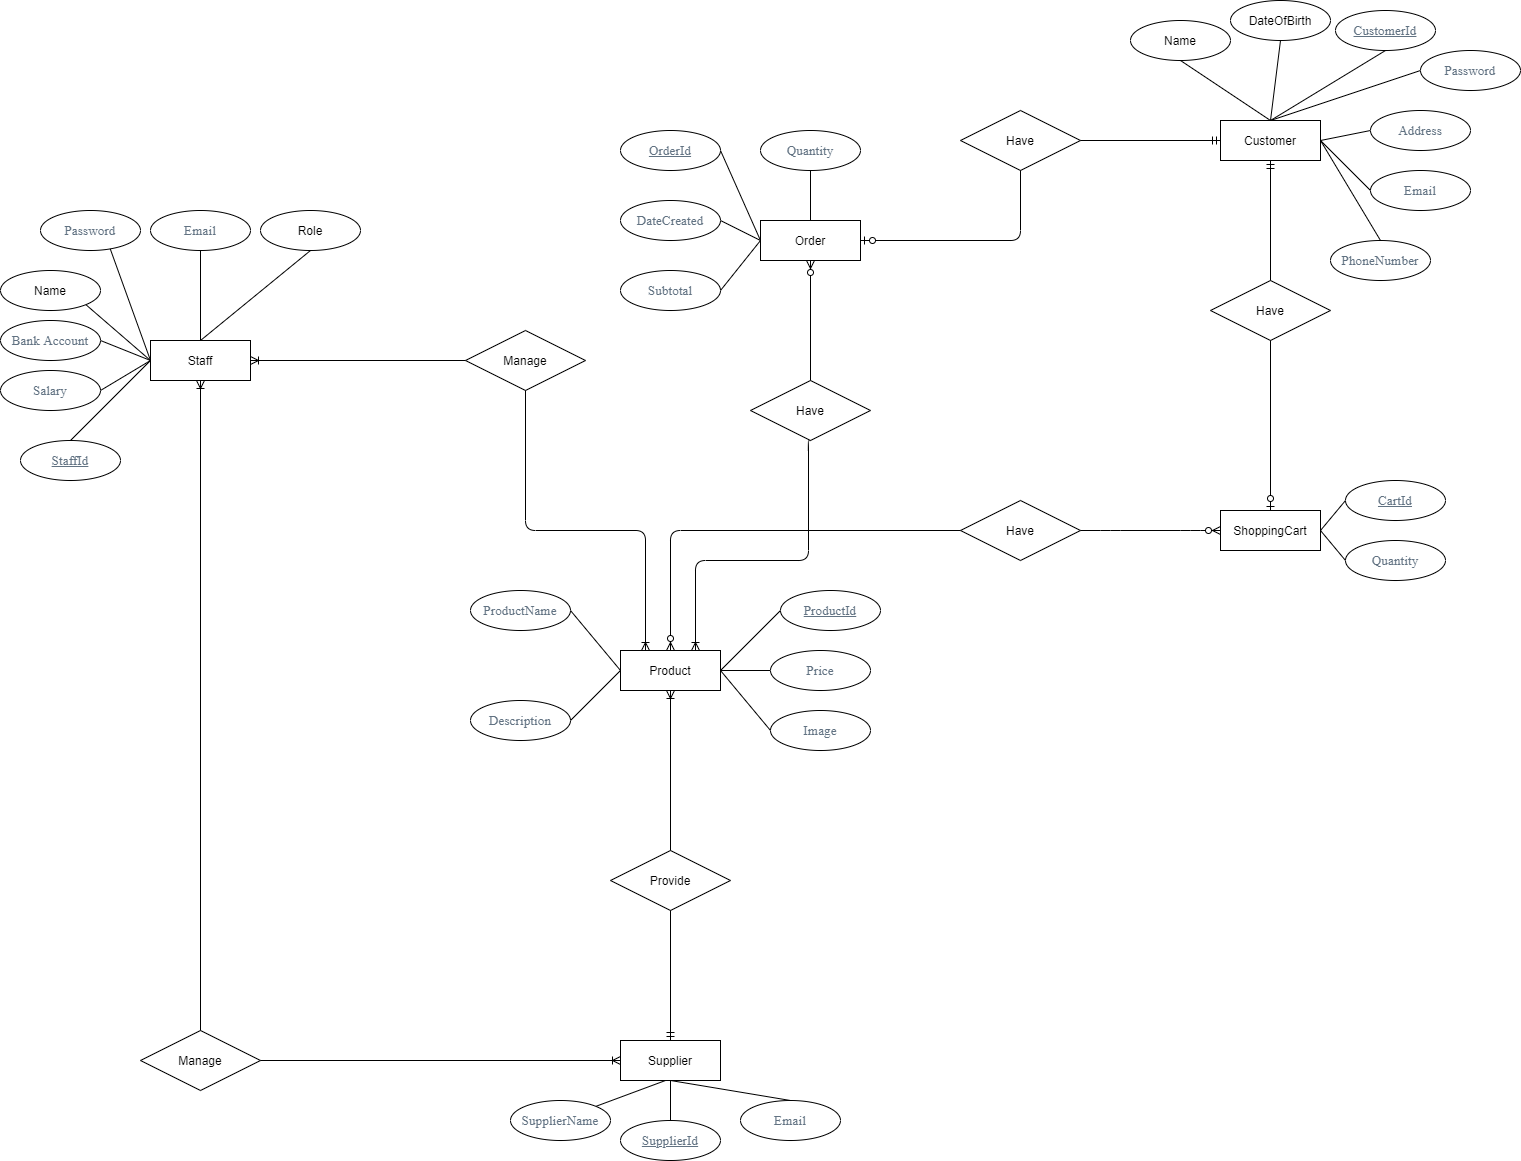 DateOfBirth
CustomerId
Name
Password
Address
Customer
Have
OrderId
Quantity
Email
DateCreated
Order
Password
Email
Role
PhoneNumber
Name
Subtotal
Have
Bank Account
Staff
Manage
Salary
Have
StaffId
CartId
Have
ShoppingCart
Quantity
ProductName
ProductId
Product
Price
Description
Image
Provide
Manage
Supplier
SupplierName
Email
SupplierId